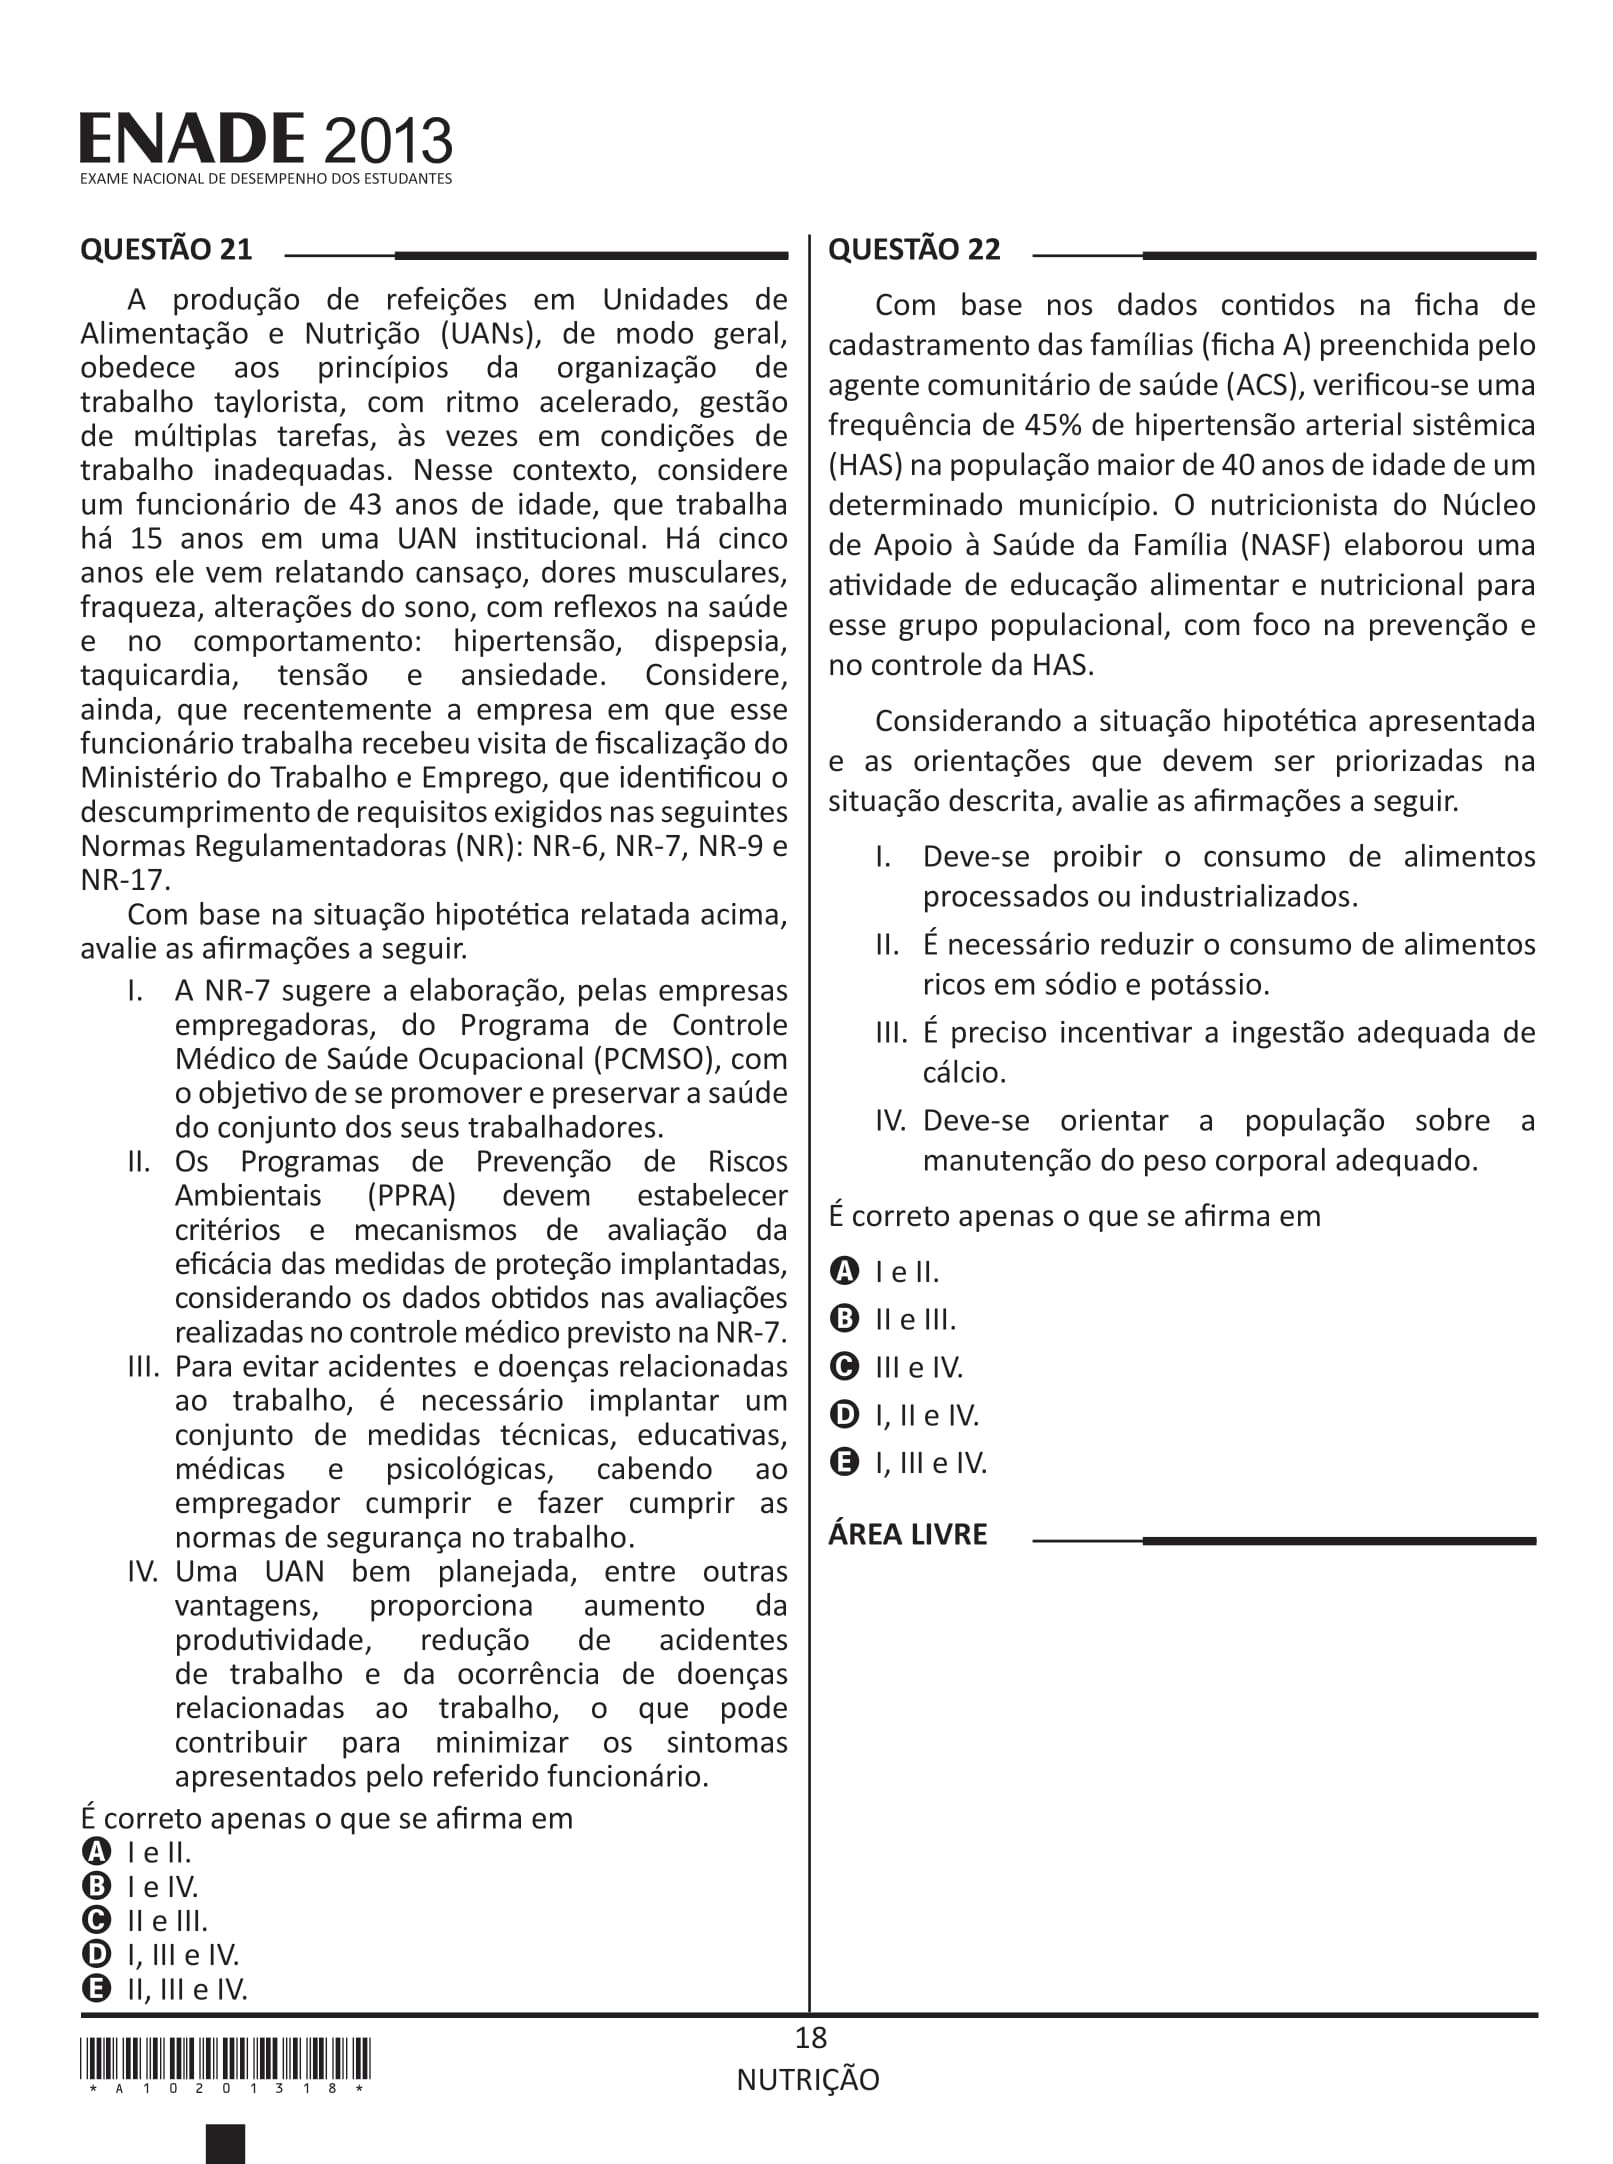 ENADE 2013
EXAME NACIONAL DE DESEMPENHO DOS ESTUDANTES
QUESTÃO 21
A produção de refeições em Unidades de
Alimentação e Nutrição (UANs), de modo geral,
obedece aos princípios da organização de
trabalho taylorista, com ritmo acelerado, gestão
de múltiplas tarefas, às vezes em condições de
trabalho inadequadas. Nesse contexto, considere
um funcionário de 43 anos de idade, que trabalha
há 15 anos em uma UAN institucional. Há cinco
anos ele vem relatando cansaço, dores musculares,
fraqueza, alterações do sono, com reflexos na saúde
e no comportamento: hipertensão, dispepsia,
taquicardia, tensão e ansiedade. Considere,
ainda, que recentemente a empresa em que esse
funcionário trabalha recebeu visita de fiscalização do
Ministério do Trabalho e Emprego, que identificou o
descumprimento de requisitos exigidos nas seguintes
Normas Regulamentadoras (NR): NR-6, NR-7, NR-9 e
NR-17.
Com base na situação hipotética relatada acima,
avalie as afirmações a seguir.
I. A NR-7 sugere a elaboração, pelas empresas
empregadoras, do Programa de Controle
Médico de Saúde Ocupacional (PCMSO), com
o objetivo de se promover e preservar a saúde
do conjunto dos seus trabalhadores.
II. Os Programas de Prevenção de Riscos
Ambientais (PPRA) devem estabelecer
critérios e mecanismos de avaliação da
eficácia das medidas de proteção implantadas,
considerando os dados obtidos nas avaliações
realizadas no controle médico previsto na NR-7.
III. Para evitar acidentes e doenças relacionadas
ao trabalho, é necessário implantar um
conjunto de medidas técnicas, educativas,
médicas e psicológicas, cabendo ao
empregador cumprir e fazer cumprir as
normas de segurança no trabalho.
IV. Uma UAN bem planejada, entre outras
vantagens, proporciona aumento da
produtividade, redução de acidentes
de trabalho e da ocorrência de doenças
relacionadas ao trabalho, o que pode
contribuir para minimizar os sintomas
apresentados pelo referido funcionário.
É correto apenas o que se afirma em
A I e II.
B I e IV.
C II e III.
D I, III e IV.
E II, III e IV.
QUESTÃO 22
Com base nos dados contidos na ficha de
cadastramento das famílias (ficha A) preenchida pelo
agente comunitário de saúde (ACS), verificou-se uma
frequência de 45% de hipertensão arterial sistêmica
(HAS) na população maior de 40 anos de idade de um
determinado município. O nutricionista do Núcleo
de Apoio à Saúde da Família (NASF) elaborou uma
atividade de educação alimentar e nutricional para
esse grupo populacional, com foco na prevenção e
no controle da HAS.
Considerando a situação hipotética apresentada
e as orientações que devem ser priorizadas na
situação descrita, avalie as afirmações a seguir.
I. Deve-se proibir o consumo de alimentos
processados ou industrializados.
II. É necessário reduzir o consumo de alimentos
ricos em sódio e potássio.
III. É preciso incentivar a ingestão adequada de
cálcio.
IV. Deve-se orientar a população sobre a
manutenção do peso corporal adequado.
É correto apenas o que se afirma em
A I e II.
B II e III.
C III e IV.
D I, II e IV.
E I, III e IV.
ÁREA LIVRE
18
NUTRIÇÃO
* A 1 0 2 0 1 3 1 8 *